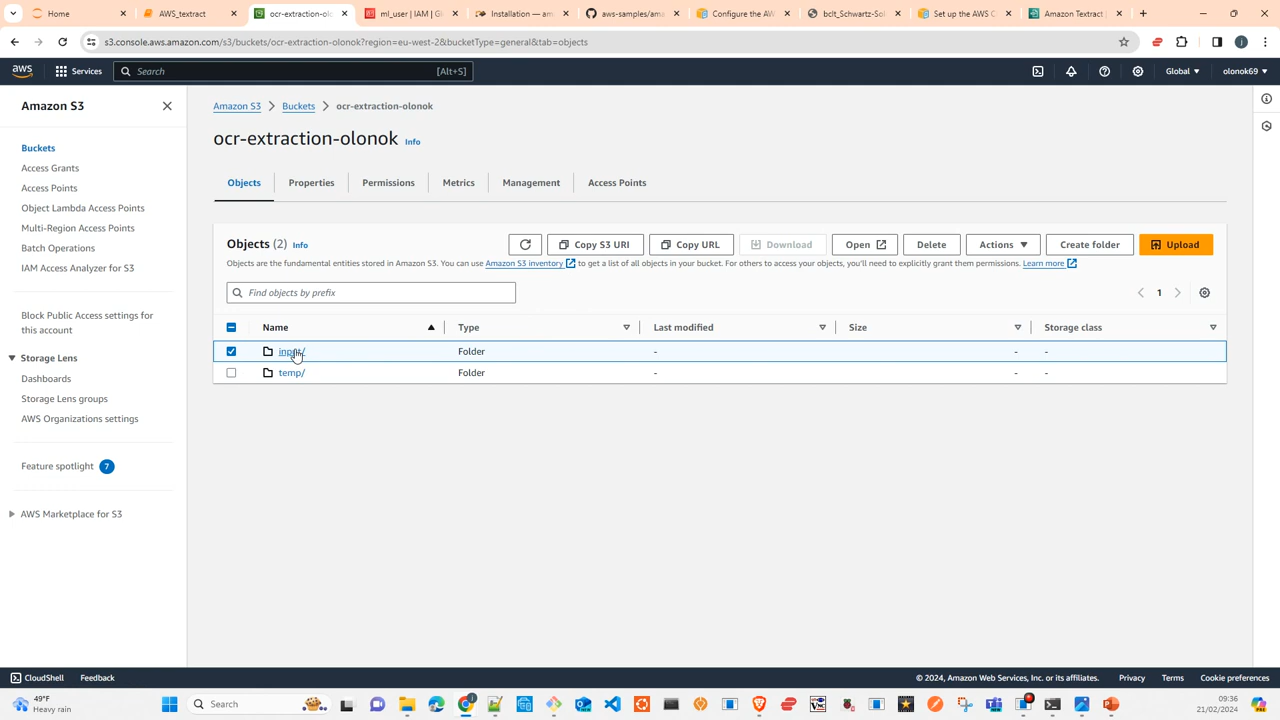 Home
AWS_textract
ocr-extraction-olo
ml_user | IAM | Gl
Installation — am
aws-samples/ama
Configure the AW
bclt_Schwartz-Sol
Set up the AWS C
Amazon Textract
s3.console.aws.amazon.com/s3/buckets/ocr-extraction-olonok?region=eu-west-2&bucketType=general&tab=objects
aws
Services
Search
[Alt+S]
Global
olonok69
Amazon S3
Buckets
Access Grants
Access Points
Object Lambda Access Points
Multi-Region Access Points
Batch Operations
IAM Access Analyzer for S3
Block Public Access settings for
this account
Storage Lens
Dashboards
Storage Lens groups
AWS Organizations settings
Feature spotlight 7
AWS Marketplace for S3
Amazon S3 > Buckets > ocr-extraction-olonok
ocr-extraction-olonok Info
Objects Properties Permissions Metrics Management Access Points
Objects (2) Info
Copy S3 URI Copy URL Download Open Delete Actions Create folder Upload
Objects are the fundamental entities stored in Amazon S3. You can use Amazon S3 inventory to get a list of all objects in your bucket. For others to access your objects, you'll need to explicitly grant them permissions. Learn more
Find objects by prefix
1
Name Type Last modified Size Storage class
input/ Folder - - -
temp/ Folder - - -
CloudShell Feedback
© 2024, Amazon Web Services, Inc. or its affiliates. Privacy Terms Cookie preferences
49°F
Heavy rain
Search
09:36
21/02/2024